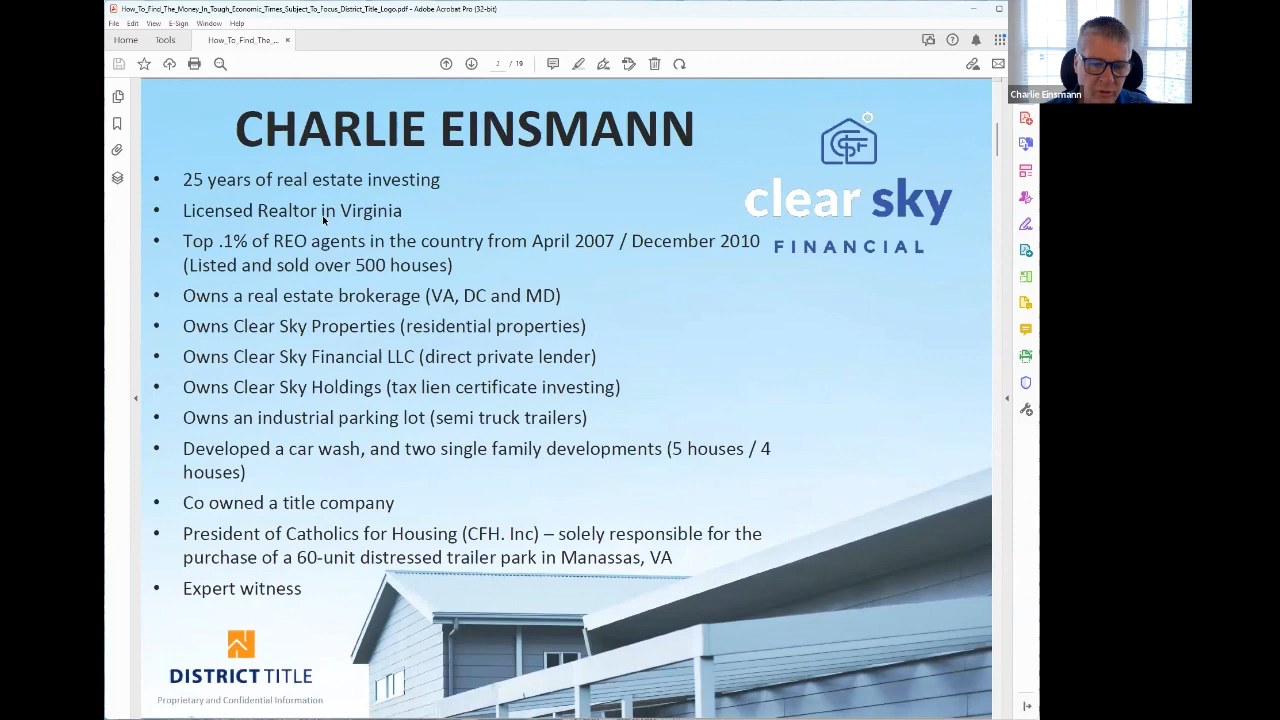 How_To_Find_The_Money_In_Tough_Economic_Times_Subject_To_Focus_District_Title_Logo.pdf - Adobe Acrobat Pro (32-bit)
File Edit View E-Sign Window Help
Home Tools How_To_Find_The_... ×
2 / 19
Charlie Einsmann
CHARLIE EINSMANN
• 25 years of real estate investing
• Licensed Realtor in Virginia
• Top .1% of REO agents in the country from April 2007 / December 2010
(Listed and sold over 500 houses)
• Owns a real estate brokerage (VA, DC and MD)
• Owns Clear Sky Properties (residential properties)
• Owns Clear Sky Financial LLC (direct private lender)
• Owns Clear Sky Holdings (tax lien certificate investing)
• Owns an industrial parking lot (semi truck trailers)
• Developed a car wash, and two single family developments (5 houses / 4
houses)
• Co owned a title company
• President of Catholics for Housing (CFH. Inc) – solely responsible for the
purchase of a 60-unit distressed trailer park in Manassas, VA
• Expert witness
clear sky
FINANCIAL
DISTRICT TITLE
Proprietary and Confidential Information